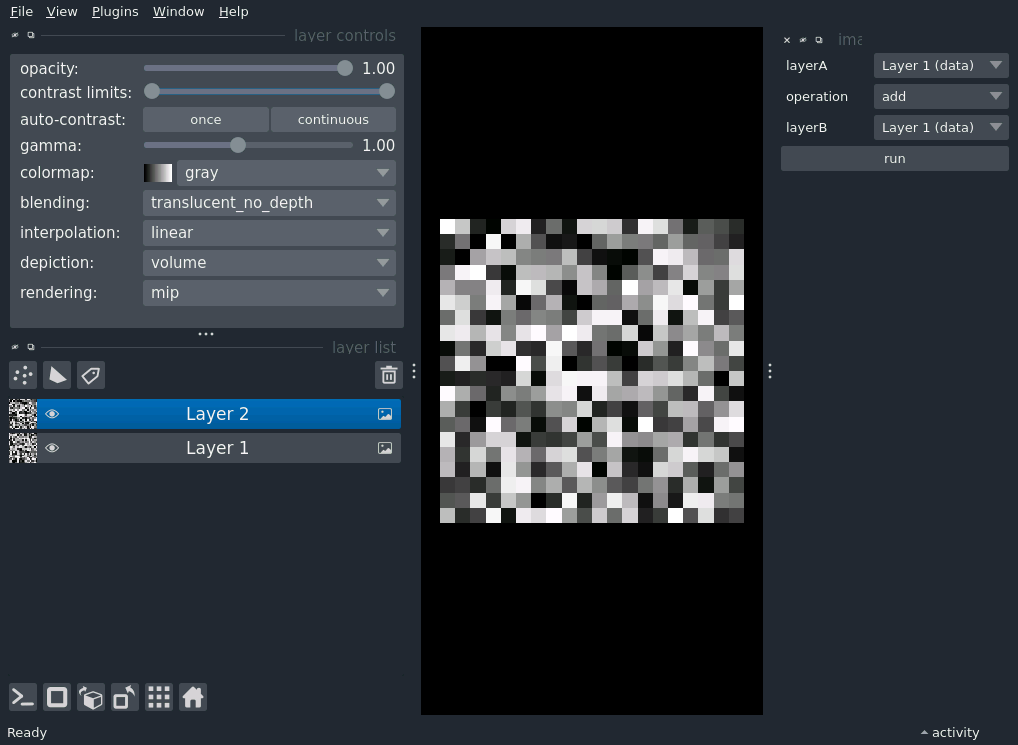 File View Plugins Window Help
layer controls
opacity: 1.00
contrast limits:
auto-contrast: once continuous
gamma: 1.00
colormap: gray
blending: translucent_no_depth
interpolation: linear
depiction: volume
rendering: mip
layer list
Layer 2
Layer 1
Ready
ima
layerA Layer 1 (data)
operation add
layerB Layer 1 (data)
run
activity